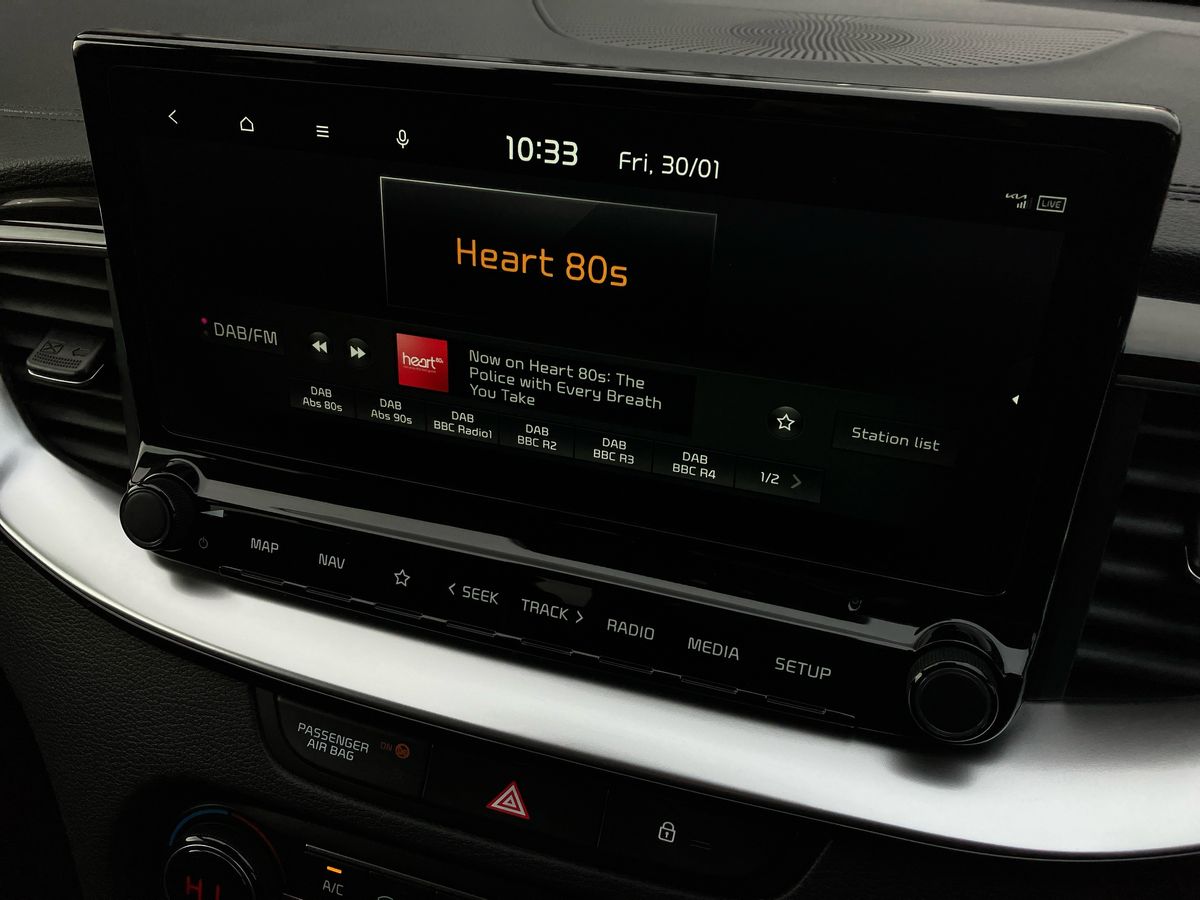 10:33 Fri, 30/01
KIA
LIVE
Heart 80s
DAB/FM
heart 80s
Now on Heart 80s: The
Police with Every Breath
You Take
Station list
DAB
Abs 80s
DAB
Abs 90s
DAB
BBC Radio1
DAB
BBC R2
DAB
BBC R3
DAB
BBC R4
1/2
MAP
NAV
SEEK
TRACK
RADIO
MEDIA
SETUP
PASSENGER
AIR BAG
ON
HI
A/C